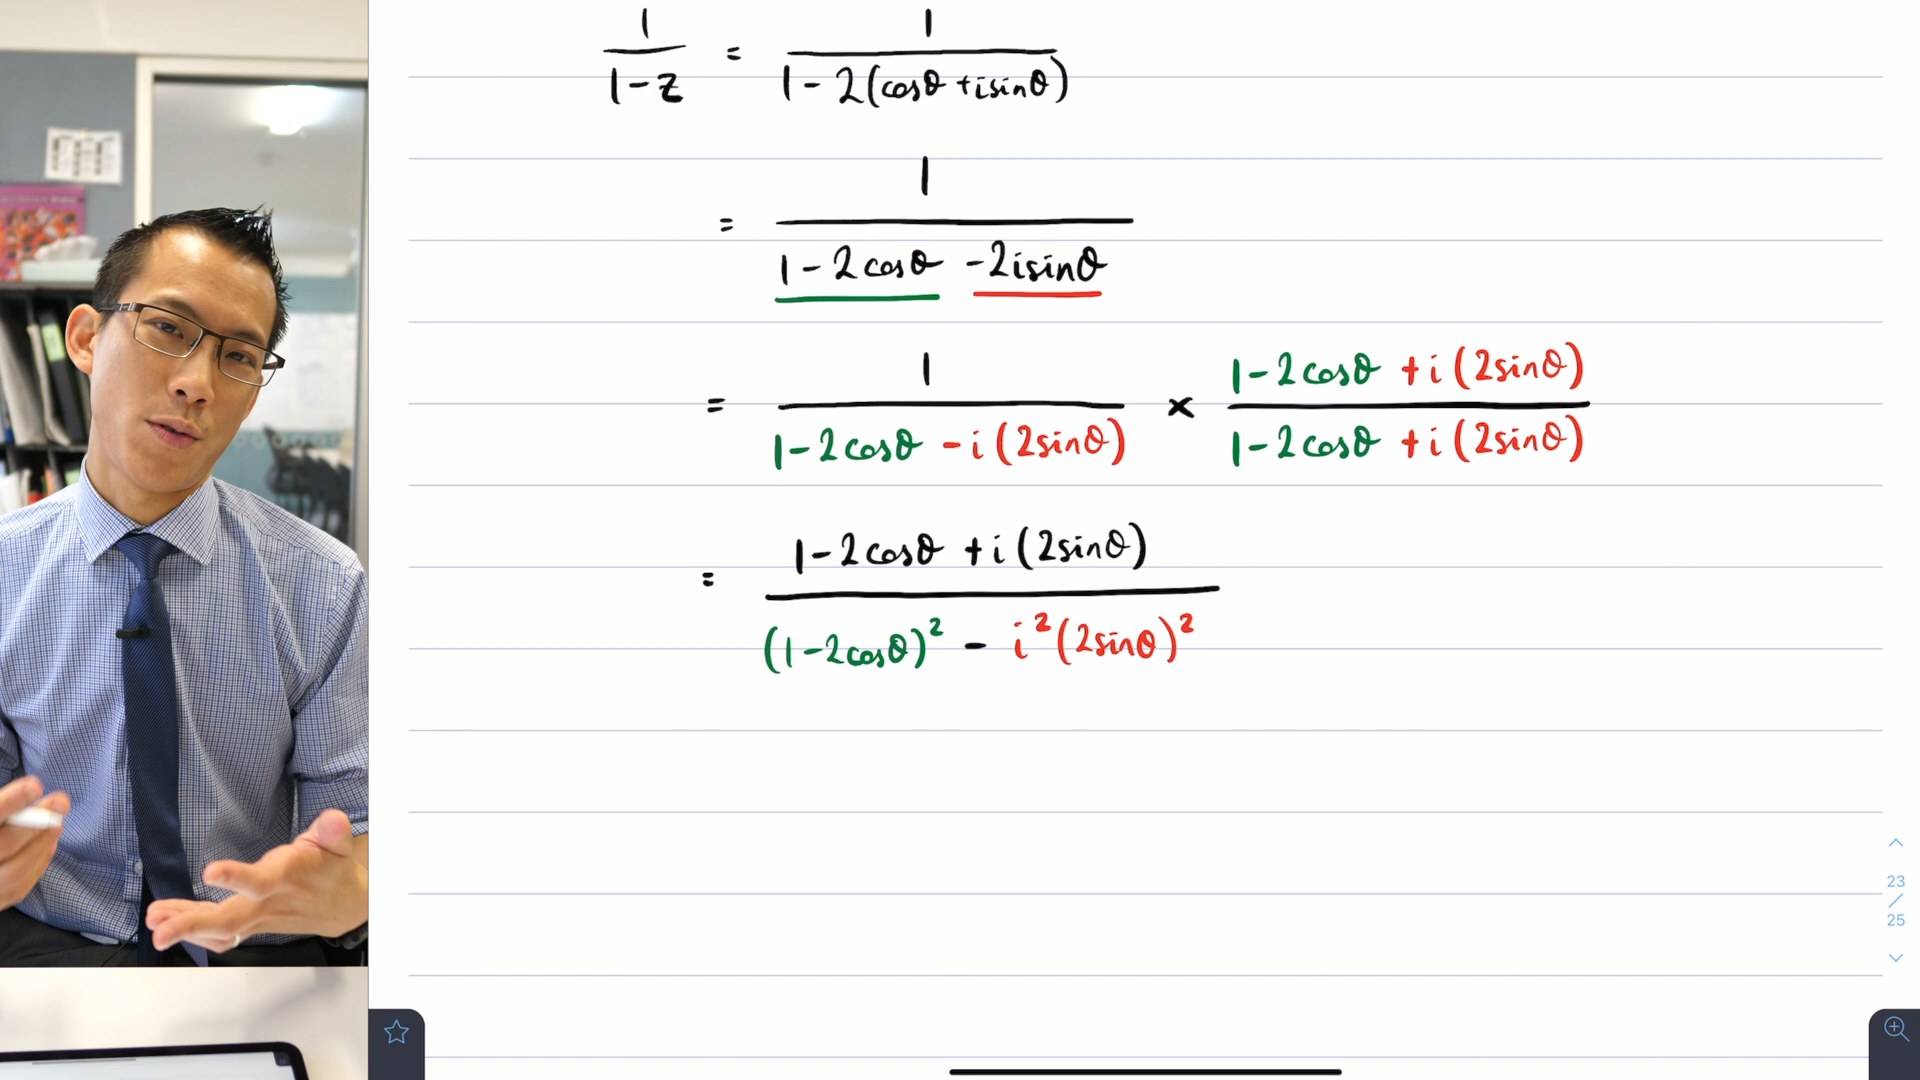 1/(1-z) = 1/(1-2(cosθ+isinθ))
= 1/(1-2cosθ -2isinθ)
= 1/(1-2cosθ -i(2sinθ)) × (1-2cosθ +i(2sinθ))/(1-2cosθ +i(2sinθ))
= (1-2cosθ +i(2sinθ))/((1-2cosθ)² - i²(2sinθ)²)
23
/
25